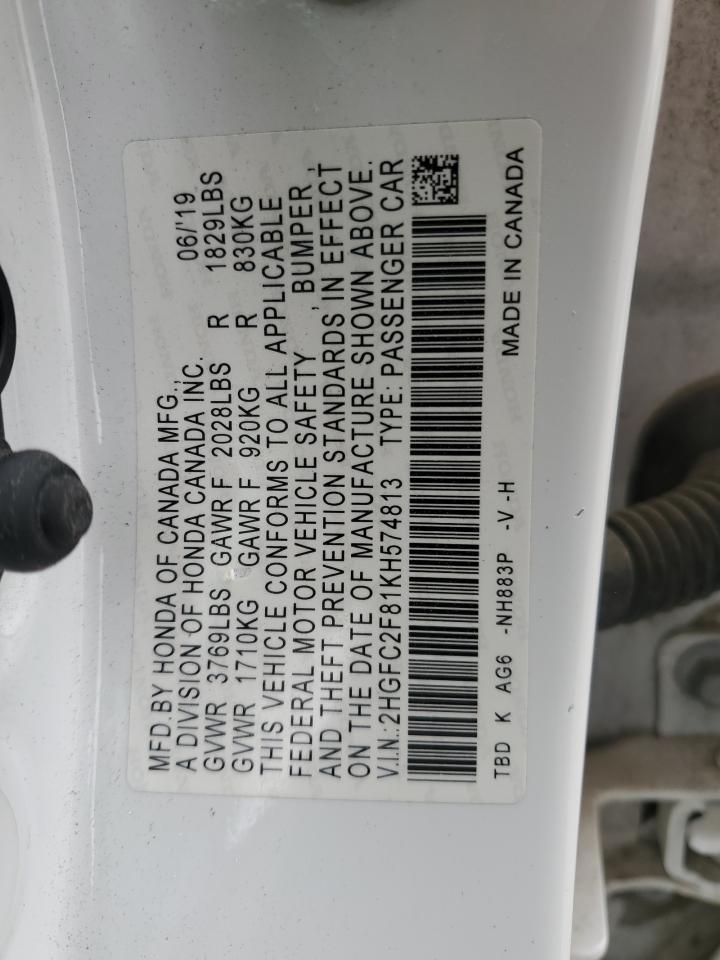 MFD.BY HONDA OF CANADA MFG., 06/'19
A DIVISION OF HONDA CANADA INC.
GVWR 3769LBS GAWR F 2028LBS R 1829LBS
GVWR 1710KG GAWR F 920KG R 830KG
THIS VEHICLE CONFORMS TO ALL APPLICABLE
FEDERAL MOTOR VEHICLE SAFETY , BUMPER ,
AND THEFT PREVENTION STANDARDS IN EFFECT
ON THE DATE OF MANUFACTURE SHOWN ABOVE.
V.I.N.:2HGFC2F81KH574813 TYPE: PASSENGER CAR
TBD K AG6 -NH883P -V -H MADE IN CANADA